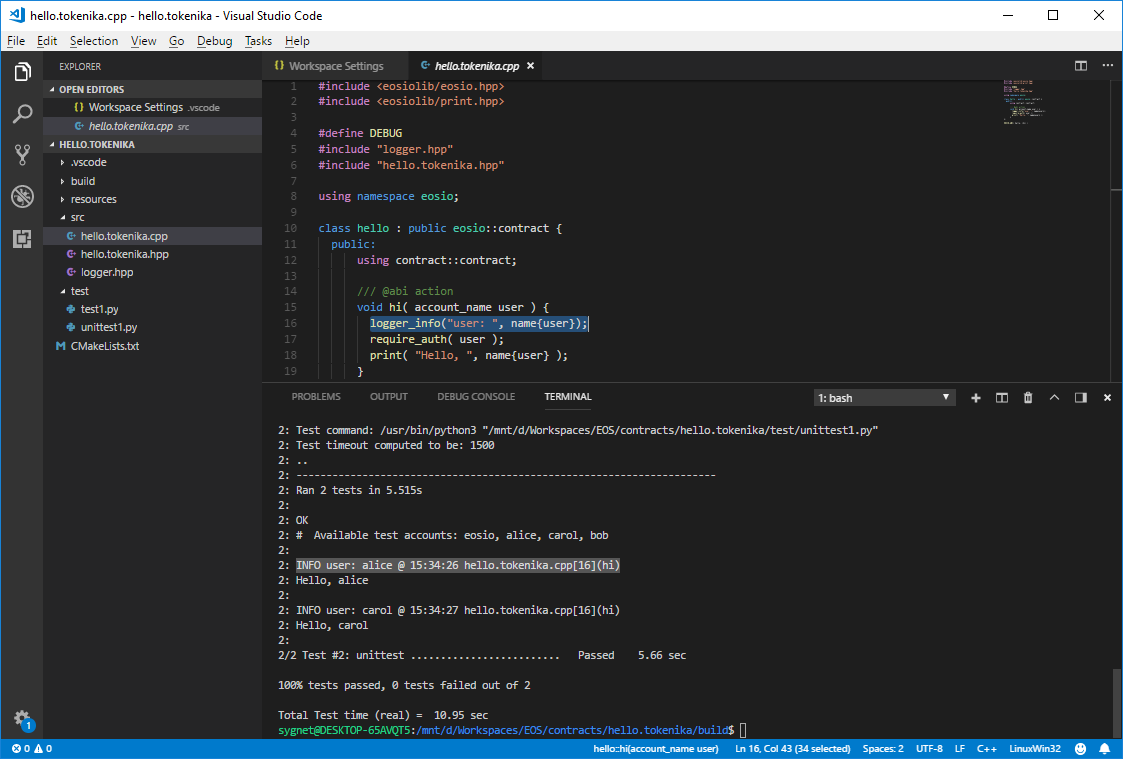 hello.tokenika.cpp - hello.tokenika - Visual Studio Code
File Edit Selection View Go Debug Tasks Help
EXPLORER
OPEN EDITORS
{} Workspace Settings .vscode
hello.tokenika.cpp src
HELLO.TOKENIKA
.vscode
build
resources
src
hello.tokenika.cpp
hello.tokenika.hpp
logger.hpp
test
test1.py
unittest1.py
CMakeLists.txt
1
{} Workspace Settings hello.tokenika.cpp
1 #include <eosiolib/eosio.hpp>
2 #include <eosiolib/print.hpp>
3
4 #define DEBUG
5 #include "logger.hpp"
6 #include "hello.tokenika.hpp"
7
8 using namespace eosio;
9
10 class hello : public eosio::contract {
11 public:
12 using contract::contract;
13
14 /// @abi action
15 void hi( account_name user ) {
16 logger_info("user: ", name{user});
17 require_auth( user );
18 print( "Hello, ", name{user} );
19 }
PROBLEMS OUTPUT DEBUG CONSOLE TERMINAL 1: bash
2: Test command: /usr/bin/python3 "/mnt/d/Workspaces/EOS/contracts/hello.tokenika/test/unittest1.py"
2: Test timeout computed to be: 1500
2: ..
2: ----------------------------------------------------------------------
2: Ran 2 tests in 5.515s
2:
2: OK
2: #  Available test accounts: eosio, alice, carol, bob
2:
2: INFO user: alice @ 15:34:26 hello.tokenika.cpp[16](hi)
2: Hello, alice
2:
2: INFO user: carol @ 15:34:27 hello.tokenika.cpp[16](hi)
2: Hello, carol
2:
2/2 Test #2: unittest .........................   Passed    5.66 sec
100% tests passed, 0 tests failed out of 2
Total Test time (real) =  10.95 sec
sygnet@DESKTOP-65AVQT5:/mnt/d/Workspaces/EOS/contracts/hello.tokenika/build$
0 0 hello::hi(account_name user) Ln 16, Col 43 (34 selected) Spaces: 2 UTF-8 LF C++ LinuxWin32